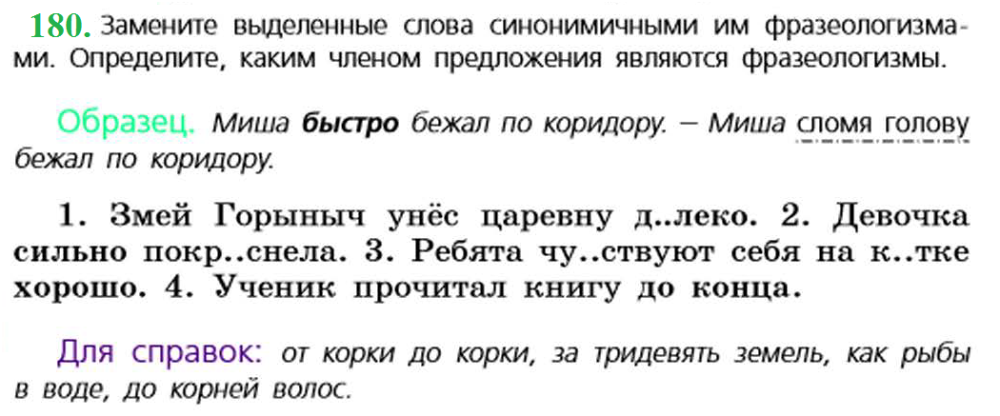 180. Замените выделенные слова синонимичными им фразеологизма-
ми. Определите, каким членом предложения являются фразеологизмы.
Образец. Миша быстро бежал по коридору. – Миша сломя голову
бежал по коридору.
1. Змей Горыныч унёс царевну д..леко. 2. Девочка
сильно покр..снела. 3. Ребята чу..ствуют себя на к..тке
хорошо. 4. Ученик прочитал книгу до конца.
Для справок: от корки до корки, за тридевять земель, как рыбы
в воде, до корней волос.